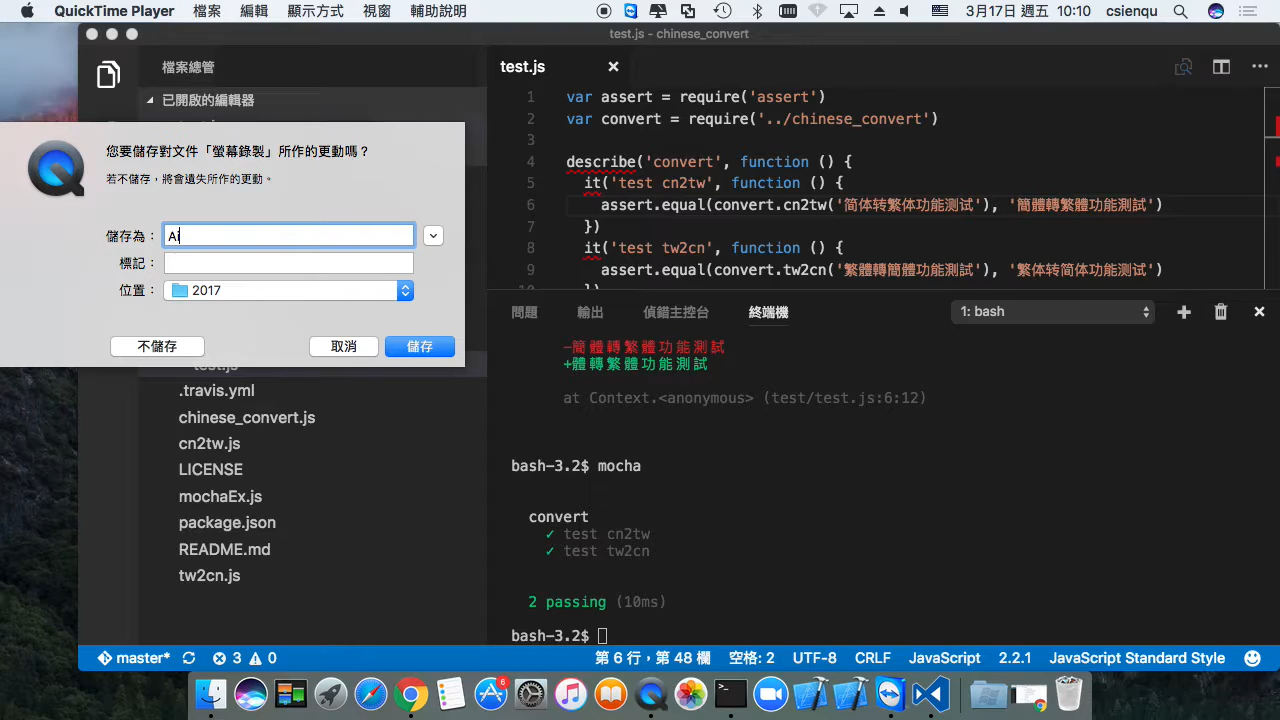 QuickTime Player 檔案 編輯 顯示方式 視窗 輔助說明 3月17日 週五 10:10 csienqu
test.js - chinese_convert
檔案總管
已開啟的編輯器
您要儲存對文件「螢幕錄製」所作的更動嗎？
若不儲存，將會遺失所作的更動。
儲存為： Ai
標記：
位置： 2017
不儲存 取消 儲存
test.js
.travis.yml
chinese_convert.js
cn2tw.js
LICENSE
mochaEx.js
package.json
README.md
tw2cn.js
test.js
1 var assert = require('assert')
2 var convert = require('../chinese_convert')
3
4 describe('convert', function () {
5 it('test cn2tw', function () {
6 assert.equal(convert.cn2tw('简体转繁体功能测试'), '簡體轉繁體功能測試')
7 })
8 it('test tw2cn', function () {
9 assert.equal(convert.tw2cn('繁體轉簡體功能測試'), '繁体转简体功能测试')
問題 輸出 偵錯主控台 終端機 1: bash
-簡體轉繁體功能測試
+體轉繁體功能測試
at Context.<anonymous> (test/test.js:6:12)
bash-3.2$ mocha
convert
✓ test cn2tw
✓ test tw2cn
2 passing (10ms)
bash-3.2$
master* 3 0 第 6 行，第 48 欄 空格: 2 UTF-8 CRLF JavaScript 2.2.1 JavaScript Standard Style
6